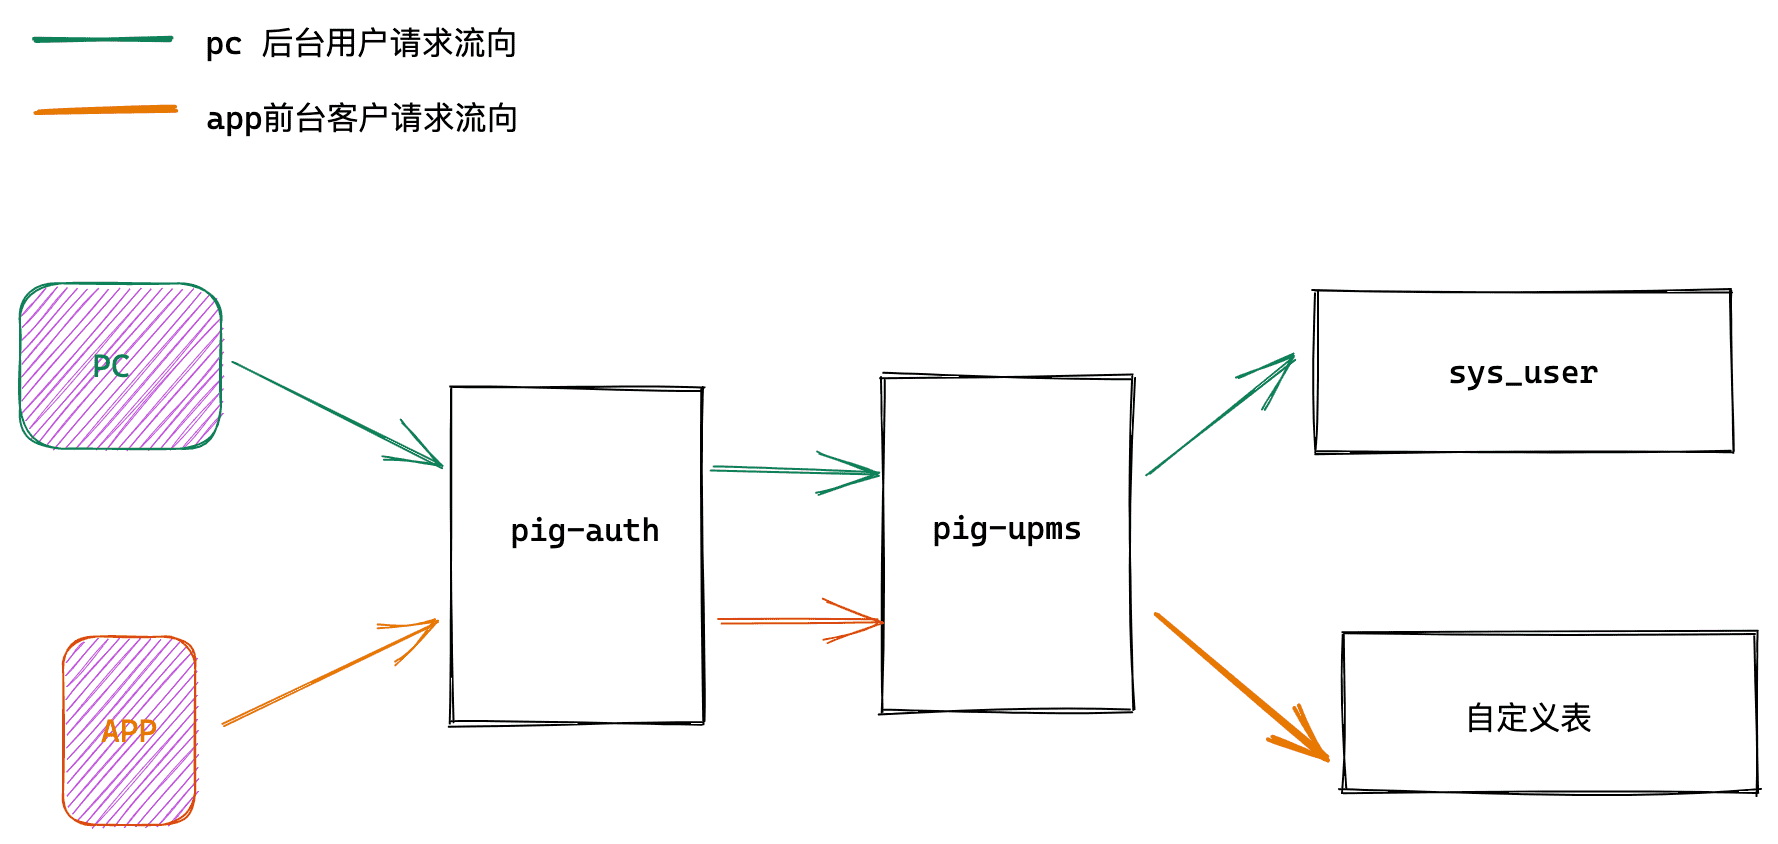 pc 后台用户请求流向
app前台客户请求流向
PC
sys_user
pig-auth
pig-upms
APP
自定义表